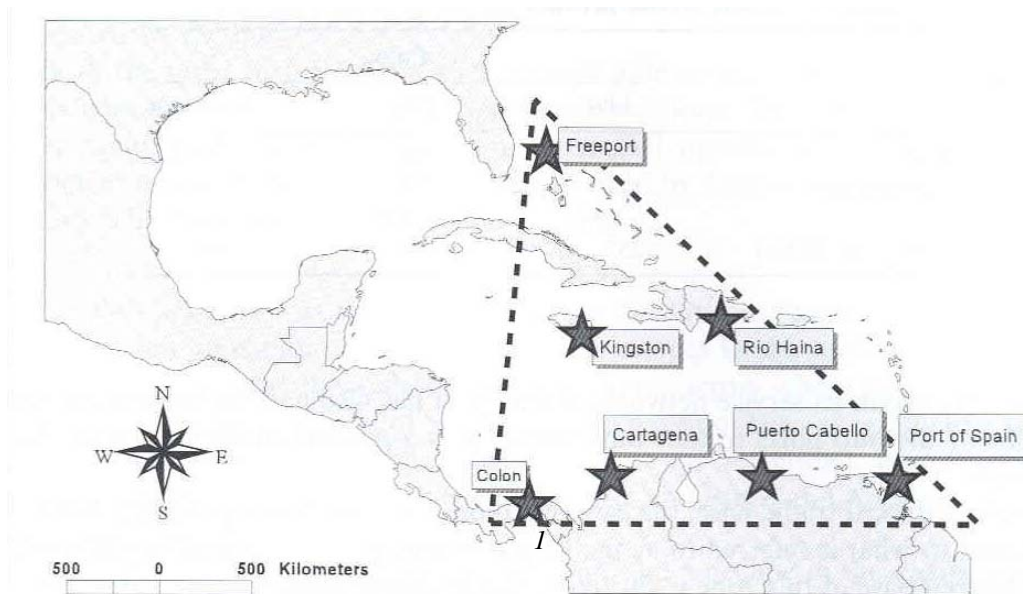 Freeport
Kingston
Rio Haina
Cartagena
Puerto Cabello
Port of Spain
Colon
1
N
W
E
S
500
0
500 Kilometers